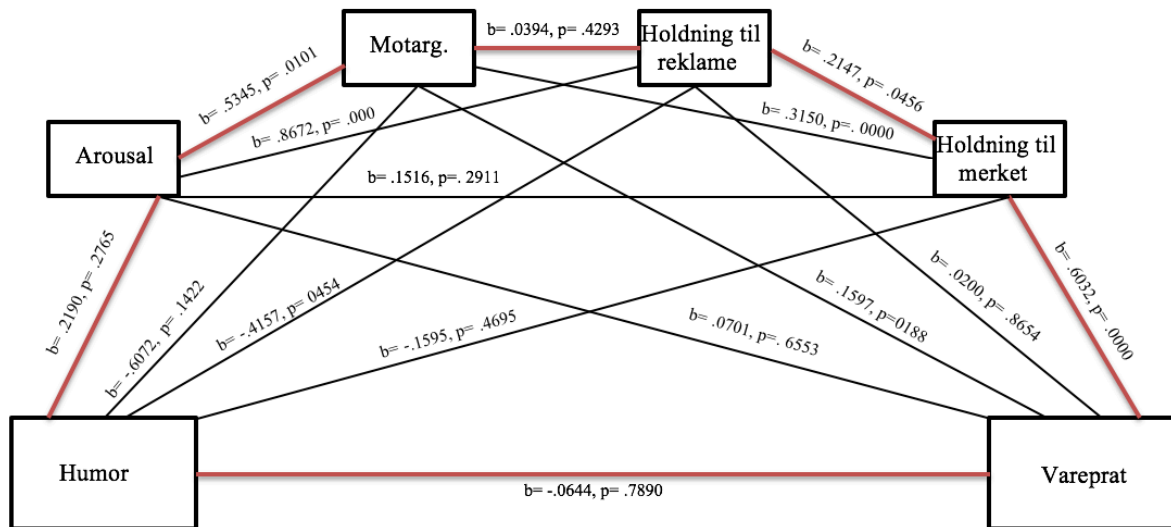 b= .0394, p= .4293
Motarg.
Holdning til
reklame
b= .5345, p= .0101
b= .8672, p= .000
b= .2147, p= .0456
b= .3150, p=. 0000
Arousal
Holdning til
merket
b= .1516, p= . 2911
b= .2190, p= .2765
b= -.6072, p= .1422
b= -.4157, p= 0454
b= -.1595, p= .4695
b= .0701, p= . 6553
b= .1597, p=0188
b= .0200, p= .8654
b= .6032, p= .0000
Humor
Vareprat
b= -.0644, p= .7890